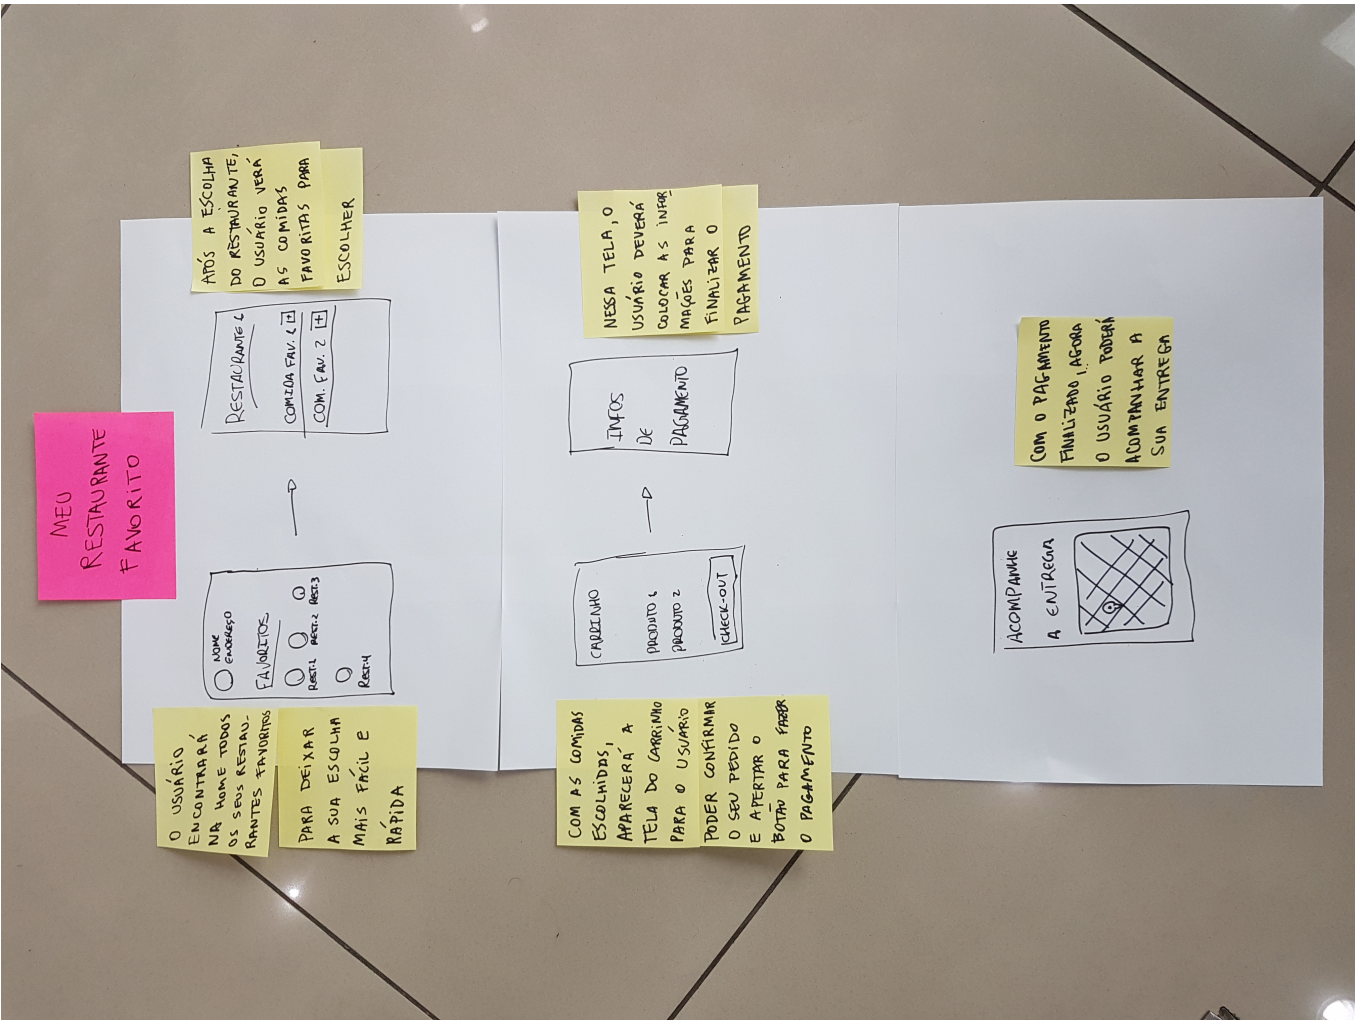 MEU
RESTAURANTE
FAVORITO
O USUÁRIO
ENCONTRARÁ
NA HOME TODOS
OS SEUS RESTAU-
RANTES FAVORITOS
PARA DEIXAR
A SUA ESCOLHA
MAIS FÁCIL E
RÁPIDA
NOME
ENDEREÇO
FAVORITOS
REST.1 REST.2 REST.3
REST.4
RESTAURANTE 1
COMIDA FAV. 1 +
COM. FAV. 2 +
APÓS A ESCOLHA
DO RESTAURANTE,
O USUÁRIO VERÁ
AS COMIDAS
FAVORITAS PARA
ESCOLHER
COM AS COMIDAS
ESCOLHIDAS,
APARECERÁ A
TELA DO CARRINHO
PARA O USUÁRIO
PODER CONFIRMAR
O SEU PEDIDO
E APERTAR O
BOTÃO PARA FAZER
O PAGAMENTO
CARRINHO
PRODUTO 1
PRODUTO 2
CHECK-OUT
INFOS
DE
PAGAMENTO
NESSA TELA, O
USUÁRIO DEVERÁ
COLOCAR AS INFOR-
MAÇÕES PARA
FINALIZAR O
PAGAMENTO
ACOMPANHE
A ENTREGA
COM O PAGAMENTO
FINALIZADO, AGORA
O USUÁRIO PODERÁ
ACOMPANHAR A
SUA ENTREGA